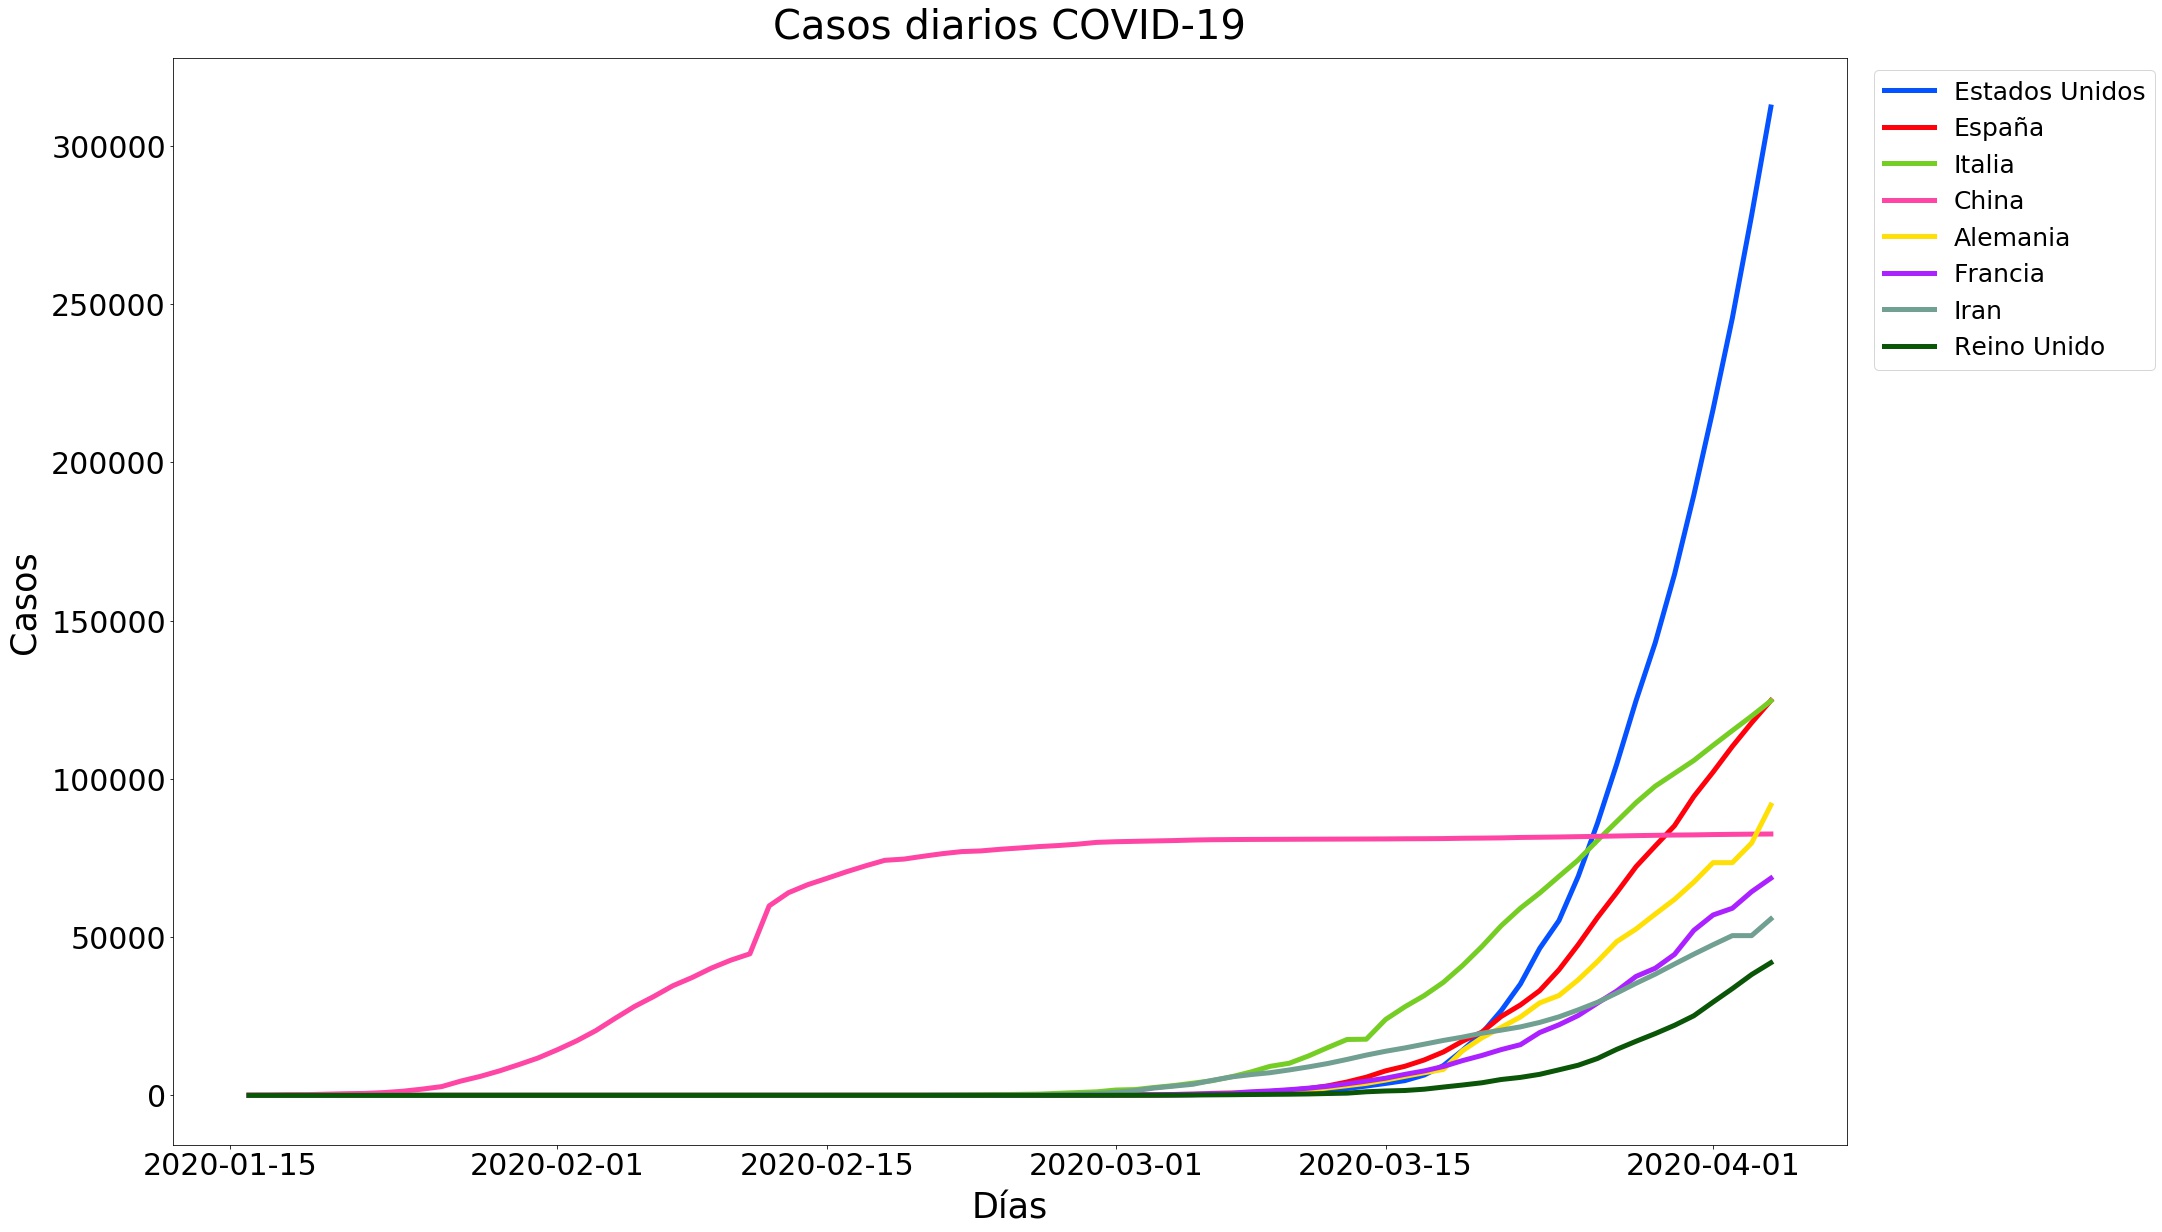 Casos diarios COVID-19
Casos
300000
250000
200000
150000
100000
50000
0
2020-01-15
2020-02-01
2020-02-15
2020-03-01
2020-03-15
2020-04-01
Días
Estados Unidos
España
Italia
China
Alemania
Francia
Iran
Reino Unido